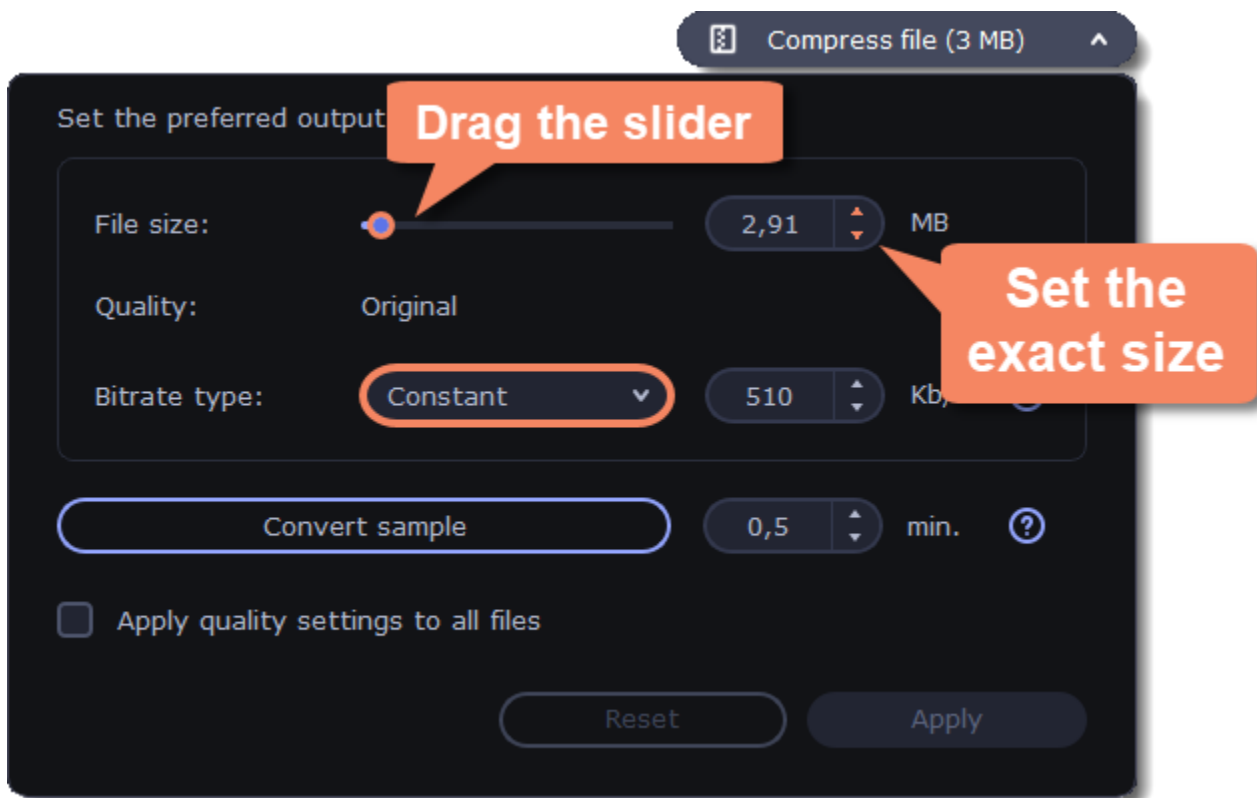 Compress file (3 MB)
Set the preferred output
Drag the slider
File size:
2,91
MB
Set the
exact size
Quality:
Original
Bitrate type:
Constant
510
Kb/
Convert sample
0,5
min.
?
Apply quality settings to all files
Reset
Apply